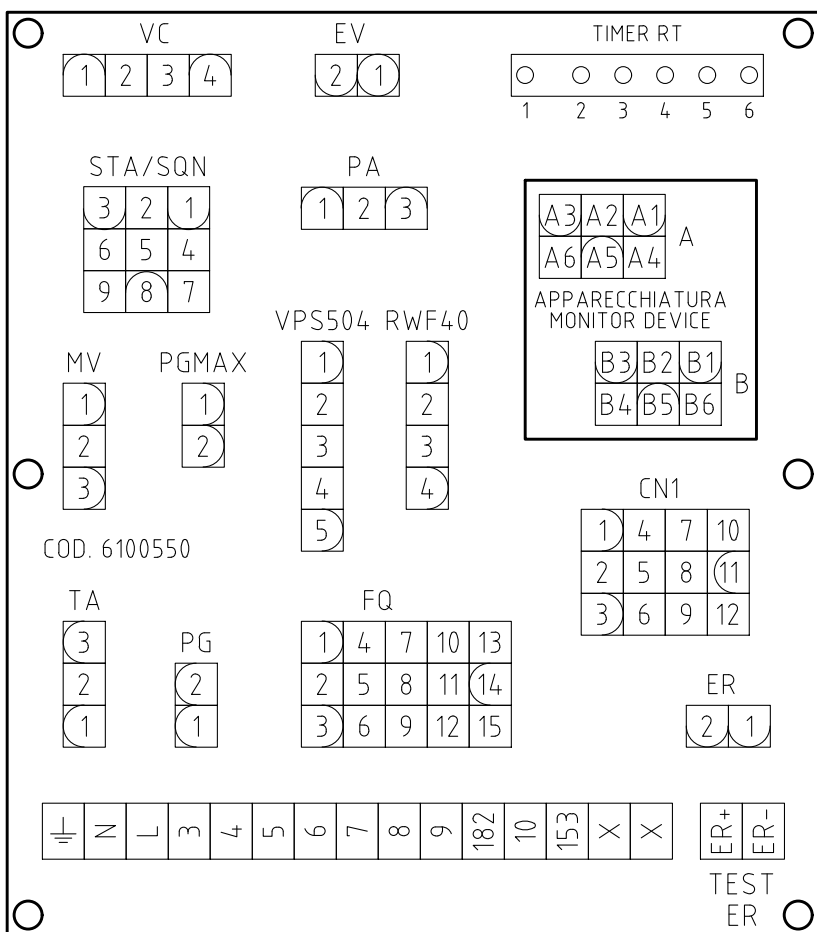 VC EV TIMER RT
1 2 3 4 2 1
1 2 3 4 5 6
STA/SQN PA
3 2 1 1 2 3
6 5 4
9 8 7
A3 A2 A1 A
A6 A5 A4
APPARECCHIATURA
MONITOR DEVICE
B3 B2 B1 B
B4 B5 B6
VPS504 RWF40
1 1
2 2
3 3
4 4
5
MV PGMAX
1 1
2 2
3
CN1
1 4 7 10
2 5 8 11
3 6 9 12
COD. 6100550
TA PG FQ
3
2 2
1 1
1 4 7 10 13
2 5 8 11 14
3 6 9 12 15
ER
2 1
N L 3 4 5 6 7 8 9 182 10 153 X X ER+ ER-
TEST
ER